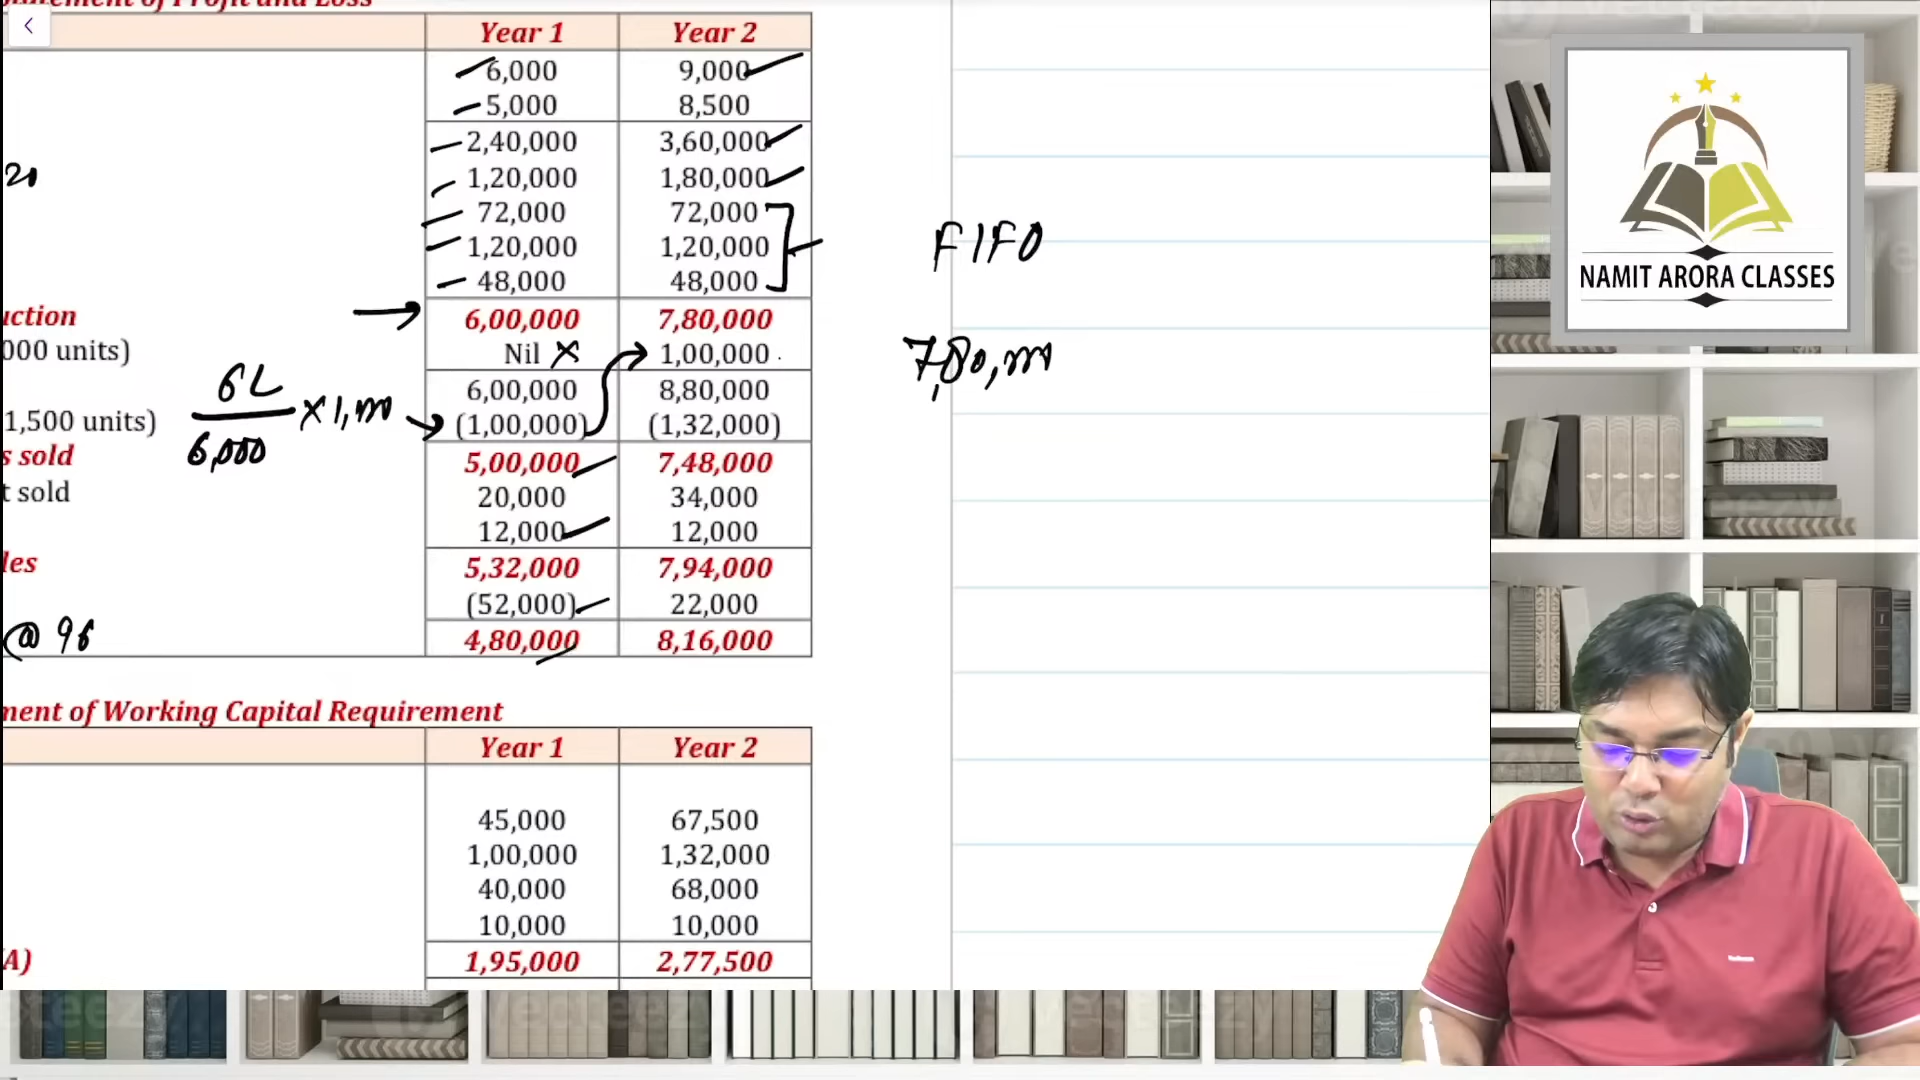 Year 1 Year 2
6,000 9,000
5,000 8,500
2,40,000 3,60,000
20 1,20,000 1,80,000
72,000 72,000
1,20,000 1,20,000
48,000 48,000
FIFO
uction 6,00,000 7,80,000
000 units) Nil x 1,00,000
7,80,000
6L/6,000 x 1,000
6,00,000 8,80,000
1,500 units) (1,00,000) (1,32,000)
s sold 5,00,000 7,48,000
t sold 20,000 34,000
12,000 12,000
les 5,32,000 7,94,000
(52,000) 22,000
@ 96 4,80,000 8,16,000
ment of Working Capital Requirement
Year 1 Year 2
45,000 67,500
1,00,000 1,32,000
40,000 68,000
10,000 10,000
A) 1,95,000 2,77,500
NAMIT ARORA CLASSES